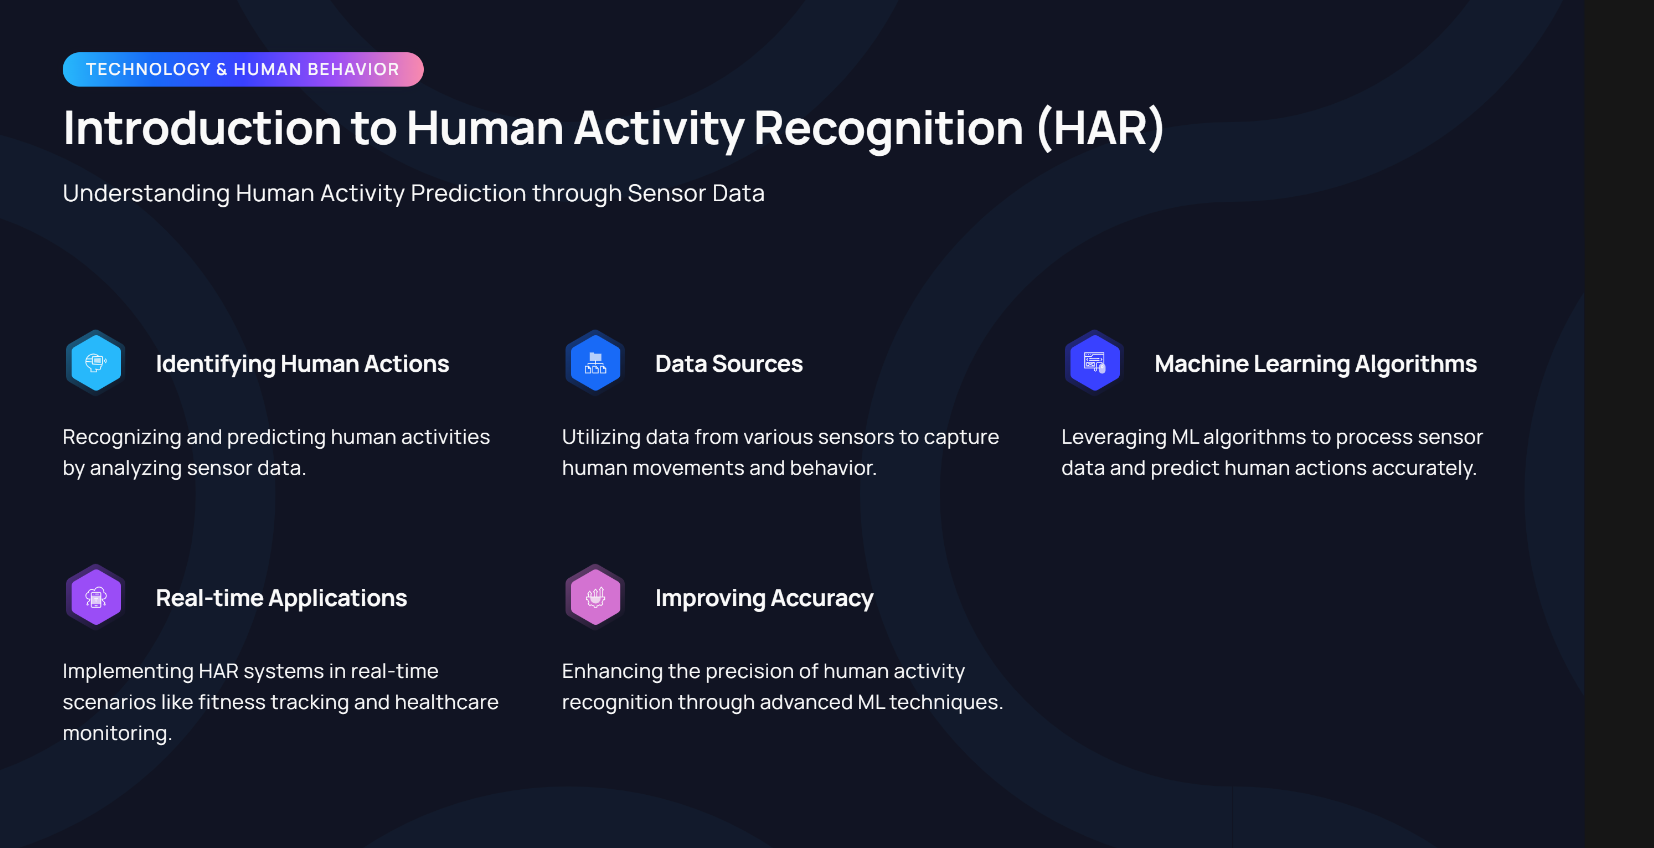 TECHNOLOGY & HUMAN BEHAVIOR
Introduction to Human Activity Recognition (HAR)
Understanding Human Activity Prediction through Sensor Data
Identifying Human Actions
Recognizing and predicting human activities
by analyzing sensor data.
Data Sources
Utilizing data from various sensors to capture
human movements and behavior.
Machine Learning Algorithms
Leveraging ML algorithms to process sensor
data and predict human actions accurately.
Real-time Applications
Implementing HAR systems in real-time
scenarios like fitness tracking and healthcare
monitoring.
Improving Accuracy
Enhancing the precision of human activity
recognition through advanced ML techniques.